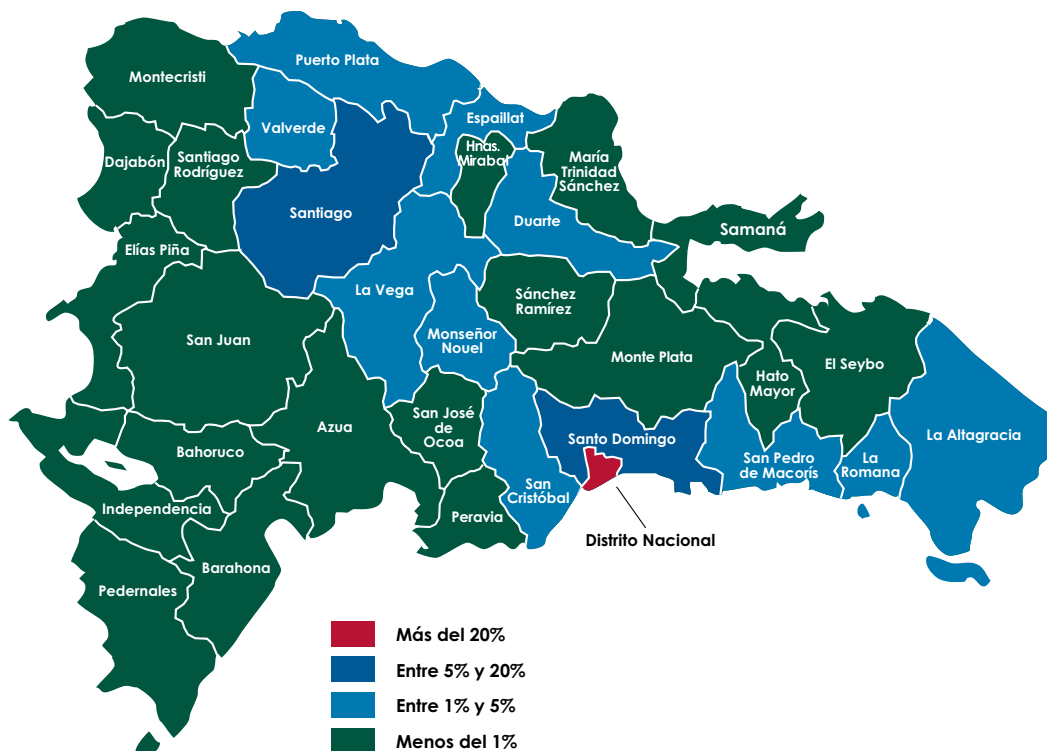 Puerto Plata
Montecristi
Espaillat
Valverde
Hnas.
Mirabal
Dajabón
Santiago
Rodríguez
María
Trinidad
Sánchez
Santiago
Duarte
Samaná
Elías Piña
La Vega
Sánchez
Ramírez
San Juan
Monseñor
Nouel
Monte Plata
El Seybo
Hato
Mayor
San José
de
Ocoa
Azua
Santo Domingo
La Altagracia
Bahoruco
San Pedro
de Macorís
La
Romana
San
Cristóbal
Independencia
Peravia
Distrito Nacional
Barahona
Pedernales
Más del 20%
Entre 5% y 20%
Entre 1% y 5%
Menos del 1%